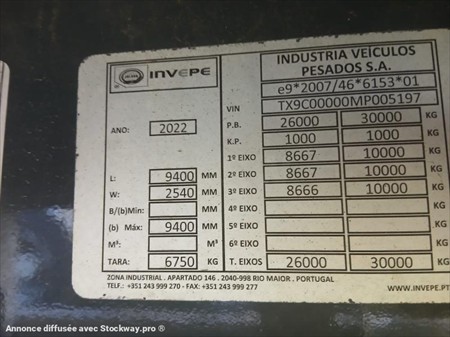 INVEPE
INDUSTRIA VEÍCULOS
PESADOS S.A.
e9*2007/46*6153*01
VIN TX9C00000MP005197
ANO: 2022
P.B. 26000 30000 KG
K.P. 1000 1000 KG
1º EIXO 8667 10000 KG
L: 9400 MM 2º EIXO 8667 10000 KG
W: 2540 MM 3º EIXO 8666 10000 KG
B/(b)Min: MM 4º EIXO KG
(b) Máx: 9400 MM 5º EIXO KG
M³: M³ 6º EIXO KG
TARA: 6750 KG T. EIXOS 26000 30000 KG
ZONA INDUSTRIAL . APARTADO 146 . 2040-998 RIO MAIOR . PORTUGAL
TELF.: +351 243 999 270 - FAX: +351 243 999 277
WWW.INVEPE.PT
Annonce diffusée avec Stockway.pro ®